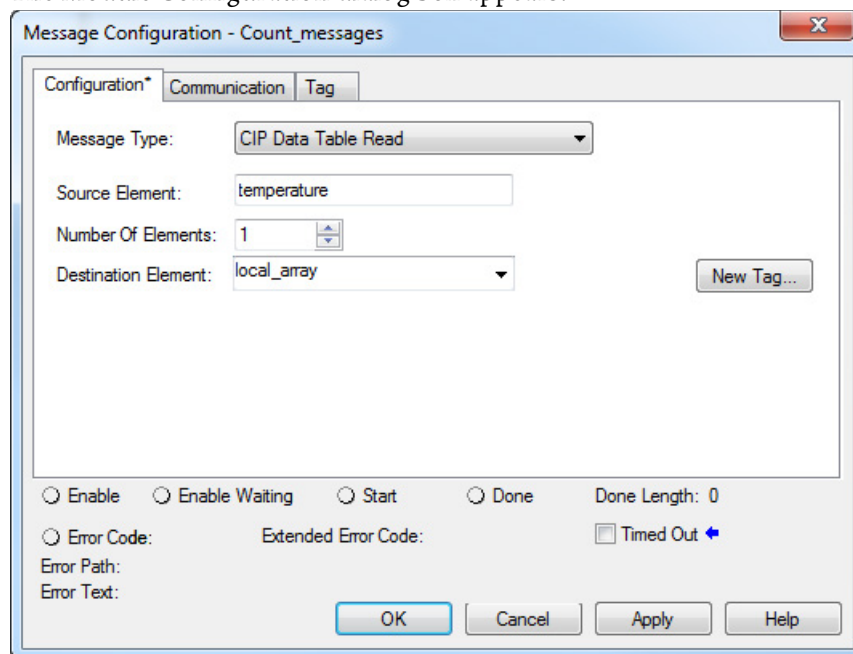 Message Configuration - Count_messages
Configuration* Communication Tag
Message Type: CIP Data Table Read
Source Element: temperature
Number Of Elements: 1
Destination Element: local_array New Tag...
Enable Enable Waiting Start Done Done Length: 0
Error Code: Extended Error Code: Timed Out
Error Path:
Error Text:
OK Cancel Apply Help